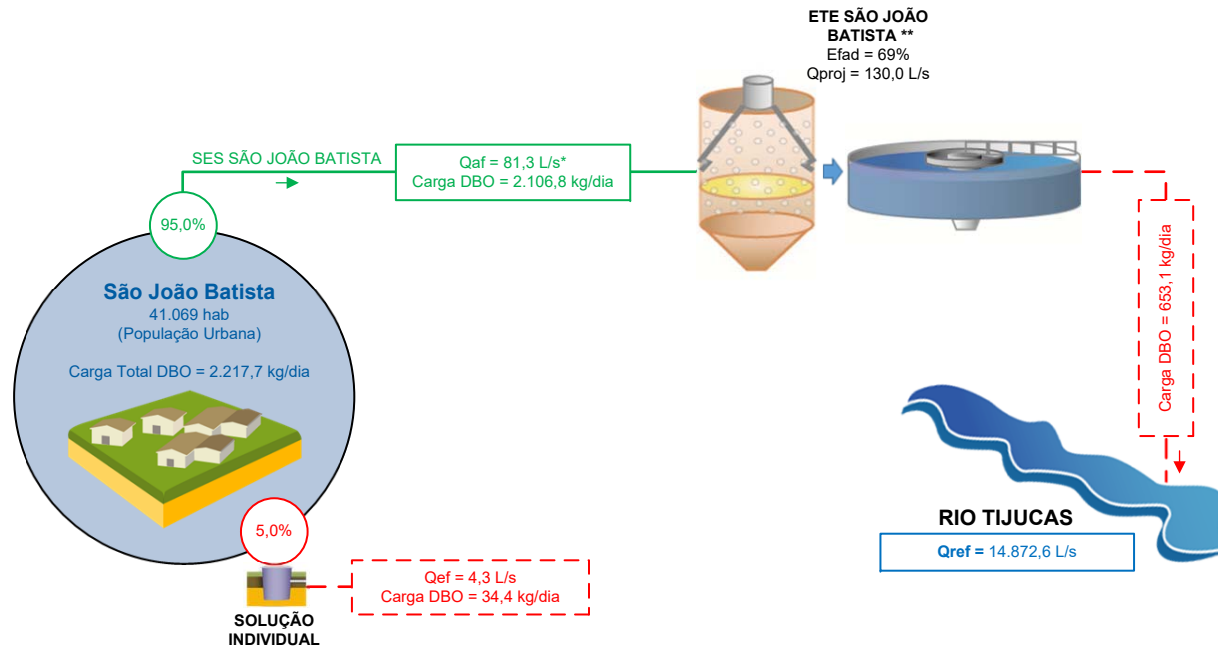 ETE SÃO JOÃO
BATISTA **
Efad = 69%
Qproj = 130,0 L/s
SES SÃO JOÃO BATISTA
Qaf = 81,3 L/s*
Carga DBO = 2.106,8 kg/dia
95,0%
São João Batista
41.069 hab
(População Urbana)
Carga Total DBO = 2.217,7 kg/dia
Carga DBO = 653,1 kg/dia
RIO TIJUCAS
Qref = 14.872,6 L/s
5,0%
Qef = 4,3 L/s
Carga DBO = 34,4 kg/dia
SOLUÇÃO
INDIVIDUAL